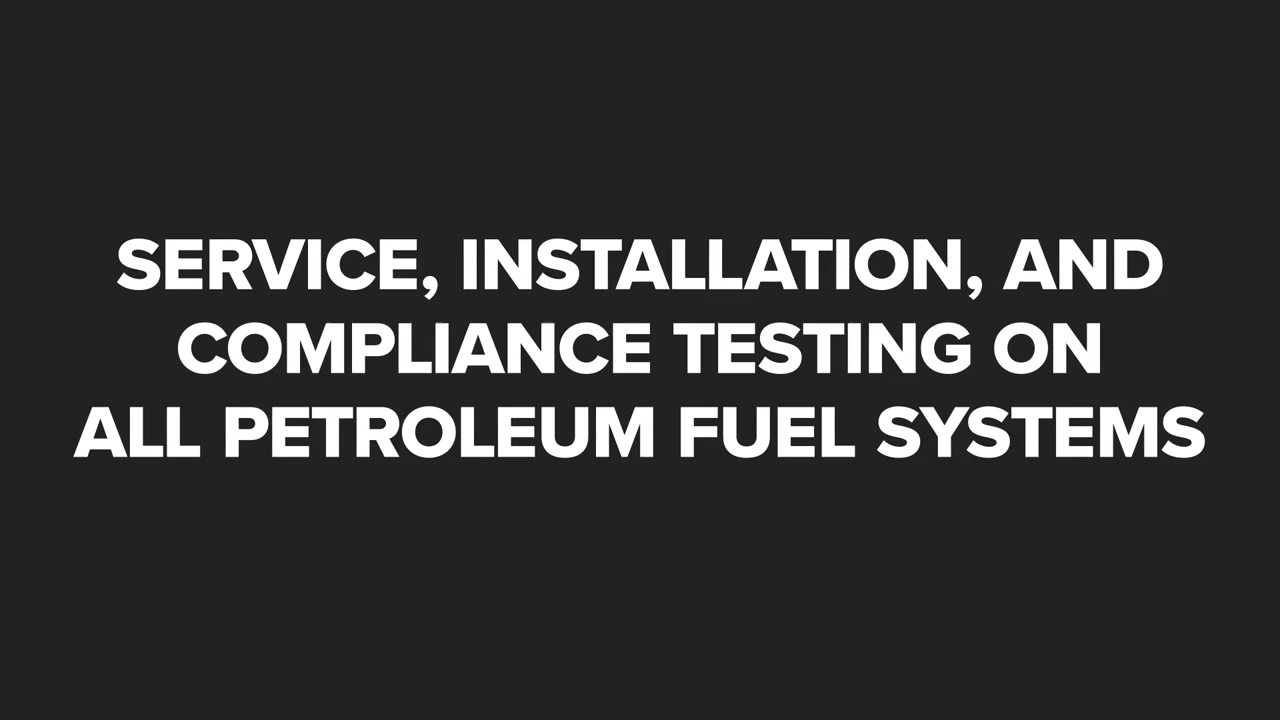 SERVICE, INSTALLATION, AND
COMPLIANCE TESTING ON
ALL PETROLEUM FUEL SYSTEMS